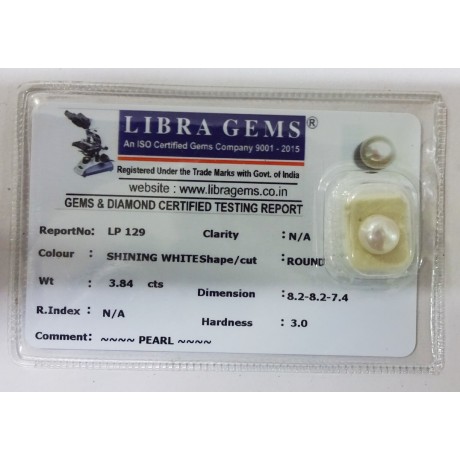 LIBRA GEMS®
An ISO Certified Gems Company 9001 - 2015
Registered Under the Trade Marks with Govt. of India
website : www.libragems.co.in
GEMS & DIAMOND CERTIFIED TESTING REPORT
ReportNo: LP 129 Clarity : N/A
Colour : SHINING WHITE Shape/cut : ROUND
Wt : 3.84 cts Dimension : 8.2-8.2-7.4
R.Index : N/A Hardness : 3.0
Comment: ~~~~ PEARL ~~~~